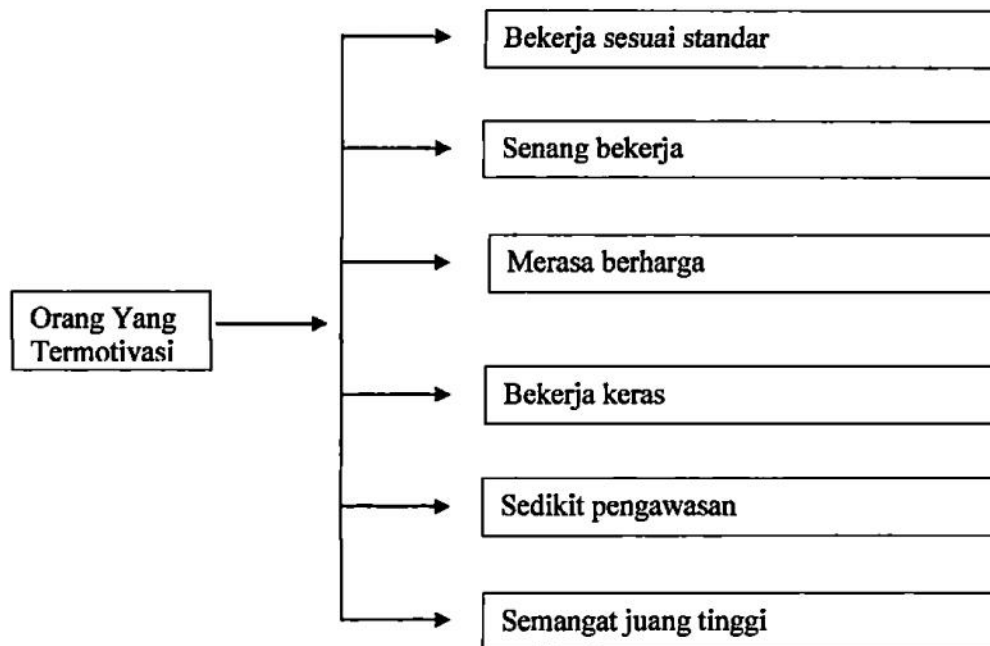 Bekerja sesuai standar
Senang bekerja
Merasa berharga
Orang Yang
Termotivasi
Bekerja keras
Sedikit pengawasan
Semangat juang tinggi